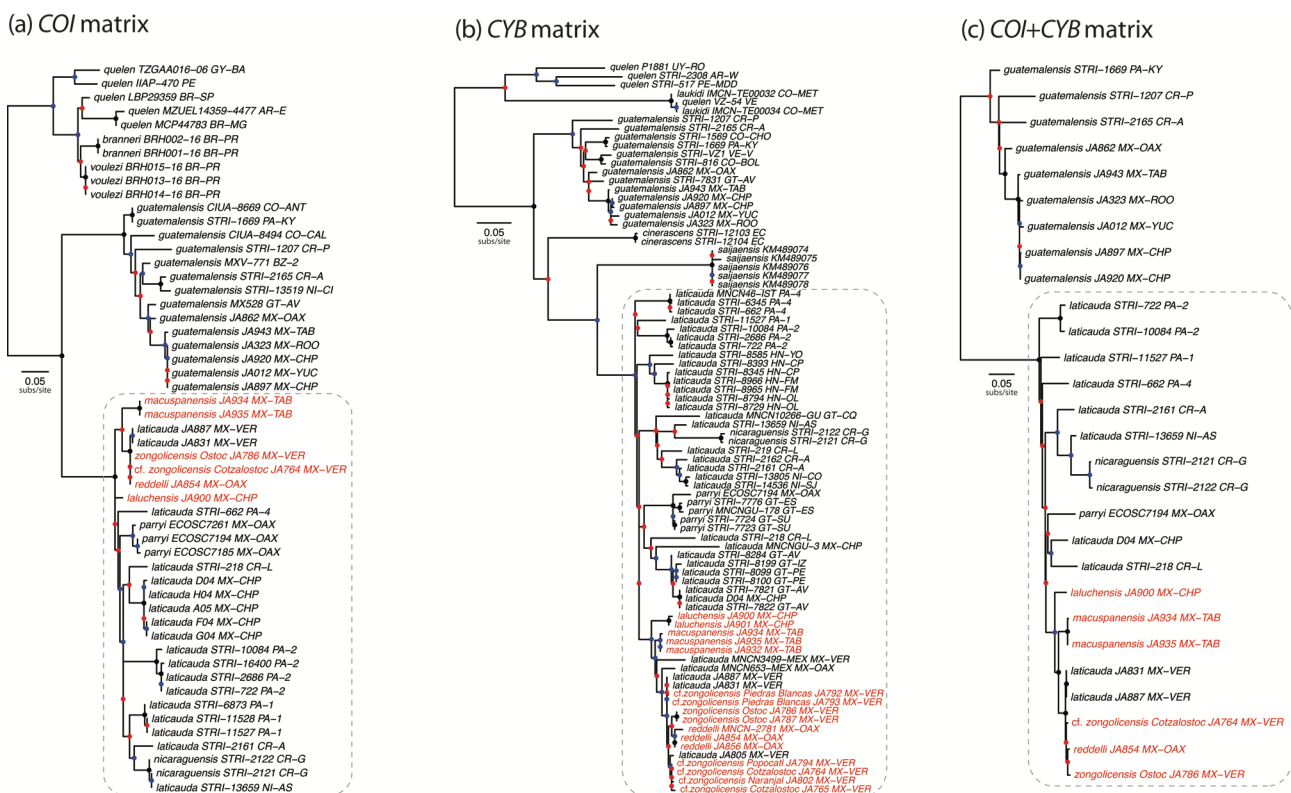 (a) COI matrix
quelen TZGAA016−06 GY−BA
quelen IIAP−470 PE
quelen LBP29359 BR−SP
quelen MZUEL14359−4477 AR−E
quelen MCP44783 BR−MG
branneri BRH002−16 BR−PR
branneri BRH001−16 BR−PR
voulezi BRH015−16 BR−PR
voulezi BRH013−16 BR−PR
voulezi BRH014−16 BR−PR
guatemalensis CIUA−8669 CO−ANT
guatemalensis STRI−1669 PA−KY
guatemalensis CIUA−8494 CO−CAL
guatemalensis STRI−1207 CR−P
guatemalensis MXV−771 BZ−2
guatemalensis STRI−2165 CR−A
guatemalensis STRI−13519 NI−CI
guatemalensis MX528 GT−AV
guatemalensis JA862 MX−OAX
guatemalensis JA943 MX−TAB
guatemalensis JA323 MX−ROO
guatemalensis JA920 MX−CHP
guatemalensis JA012 MX−YUC
guatemalensis JA897 MX−CHP
0.05
subs/site
macuspanensis JA934 MX−TAB
macuspanensis JA935 MX−TAB
laticauda JA887 MX−VER
laticauda JA831 MX−VER
zongolicensis Ostoc JA786 MX−VER
cf. zongolicensis Cotzalostoc JA764 MX−VER
reddelli JA854 MX−OAX
laluchensis JA900 MX−CHP
laticauda STRI−662 PA−4
parryi ECOSC7261 MX−OAX
parryi ECOSC7194 MX−OAX
parryi ECOSC7185 MX−OAX
laticauda STRI−218 CR−L
laticauda D04 MX−CHP
laticauda H04 MX−CHP
laticauda A05 MX−CHP
laticauda F04 MX−CHP
laticauda G04 MX−CHP
laticauda STRI−10084 PA−2
laticauda STRI−16400 PA−2
laticauda STRI−2686 PA−2
laticauda STRI−722 PA−2
laticauda STRI−6873 PA−1
laticauda STRI−11528 PA−1
laticauda STRI−11527 PA−1
laticauda STRI−2161 CR−A
nicaraguensis STRI−2122 CR−G
nicaraguensis STRI−2121 CR−G
laticauda STRI−13659 NI−AS
(b) CYB matrix
quelen P1881 UY−RO
quelen STRI−2308 AR−W
quelen STRI−517 PE−MDD
laukidi IMCN−TE00032 CO−MET
quelen VZ−54 VE
laukidi IMCN−TE00034 CO−MET
guatemalensis STRI−1207 CR−P
guatemalensis STRI−2165 CR−A
guatemalensis STRI−1569 CO−CHO
guatemalensis STRI−1669 PA−KY
guatemalensis STRI−VZ1 VE−V
guatemalensis STRI−816 CO−BOL
guatemalensis JA862 MX−OAX
guatemalensis STRI−7831 GT−AV
guatemalensis JA943 MX−TAB
guatemalensis JA920 MX−CHP
guatemalensis JA897 MX−CHP
guatemalensis JA012 MX−YUC
guatemalensis JA323 MX−ROO
0.05
subs/site
cinerascens STRI−12103 EC
cinerascens STRI−12104 EC
saijaensis KM489074
saijaensis KM489075
saijaensis KM489076
saijaensis KM489077
saijaensis KM489078
laticauda MNCN46−IST PA−4
laticauda STRI−6345 PA−4
laticauda STRI−662 PA−4
laticauda STRI−11527 PA−1
laticauda STRI−10084 PA−2
laticauda STRI−2686 PA−2
laticauda STRI−722 PA−2
laticauda STRI−8585 HN−YO
laticauda STRI−8393 HN−CP
laticauda STRI−8345 HN−CP
laticauda STRI−8966 HN−FM
laticauda STRI−8965 HN−FM
laticauda STRI−8794 HN−OL
laticauda STRI−8729 HN−OL
laticauda MNCN10266−GU GT−CQ
laticauda STRI−13659 NI−AS
nicaraguensis STRI−2122 CR−G
nicaraguensis STRI−2121 CR−G
laticauda STRI−219 CR−L
laticauda STRI−2162 CR−A
laticauda STRI−2161 CR−A
laticauda STRI−13805 NI−CO
laticauda STRI−14536 NI−SJ
parryi ECOSC7194 MX−OAX
parryi STRI−7776 GT−ES
parryi MNCNGU−178 GT−ES
parryi STRI−7724 GT−SU
parryi STRI−7723 GT−SU
laticauda STRI−218 CR−L
laticauda MNCNGU−3 MX−CHP
laticauda STRI−8284 GT−AV
laticauda STRI−8199 GT−IZ
laticauda STRI−8099 GT−PE
laticauda STRI−8100 GT−PE
laticauda STRI−7821 GT−AV
laticauda D04 MX−CHP
laticauda STRI−7822 GT−AV
laluchensis JA900 MX−CHP
laluchensis JA901 MX−CHP
macuspanensis JA934 MX−TAB
macuspanensis JA935 MX−TAB
macuspanensis JA932 MX−TAB
laticauda MNCN3499−MEX MX−VER
laticauda MNCN653−MEX MX−OAX
laticauda JA887 MX−VER
laticauda JA831 MX−VER
cf.zongolicensis Piedras Blancas JA792 MX−VER
cf.zongolicensis Piedras Blancas JA793 MX−VER
zongolicensis Ostoc JA786 MX−VER
zongolicensis Ostoc JA787 MX−VER
reddelli MNCN−2781 MX−OAX
reddelli JA854 MX−OAX
reddelli JA856 MX−OAX
laticauda JA805 MX−VER
cf.zongolicensis Popocatl JA794 MX−VER
cf.zongolicensis Cotzalostoc JA764 MX−VER
cf.zongolicensis Naranjal JA802 MX−VER
cf.zongolicensis Cotzalostoc JA765 MX−VER
(c) COI+CYB matrix
guatemalensis STRI−1669 PA−KY
guatemalensis STRI−1207 CR−P
guatemalensis STRI−2165 CR−A
guatemalensis JA862 MX−OAX
guatemalensis JA943 MX−TAB
guatemalensis JA323 MX−ROO
guatemalensis JA012 MX−YUC
guatemalensis JA897 MX−CHP
guatemalensis JA920 MX−CHP
laticauda STRI−722 PA−2
laticauda STRI−10084 PA−2
laticauda STRI−11527 PA−1
0.05
subs/site
laticauda STRI−662 PA−4
laticauda STRI−2161 CR−A
laticauda STRI−13659 NI−AS
nicaraguensis STRI−2121 CR−G
nicaraguensis STRI−2122 CR−G
parryi ECOSC7194 MX−OAX
laticauda D04 MX−CHP
laticauda STRI−218 CR−L
laluchensis JA900 MX−CHP
macuspanensis JA934 MX−TAB
macuspanensis JA935 MX−TAB
laticauda JA831 MX−VER
laticauda JA887 MX−VER
cf. zongolicensis Cotzalostoc JA764 MX−VER
reddelli JA854 MX−OAX
zongolicensis Ostoc JA786 MX−VER